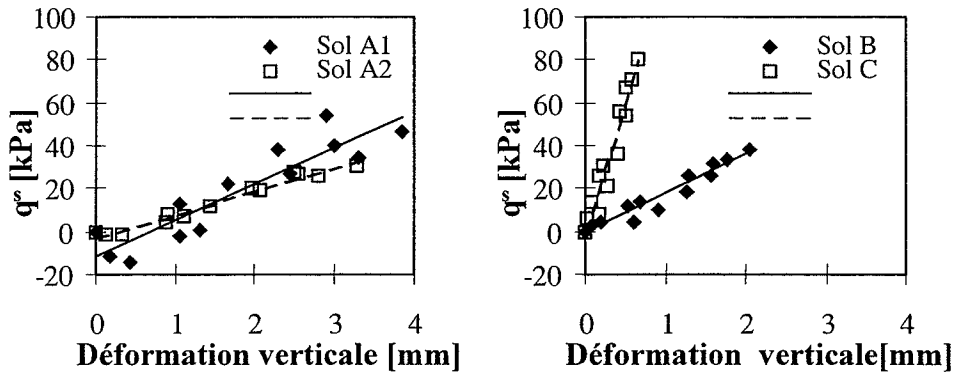 100
80
60
40
20
0
-20
qˢ [kPa]
Sol A1
Sol A2
0 1 2 3 4
Déformation verticale [mm]
100
80
60
40
20
0
-20
qˢ [kPa]
Sol B
Sol C
0 1 2 3 4
Déformation verticale[mm]